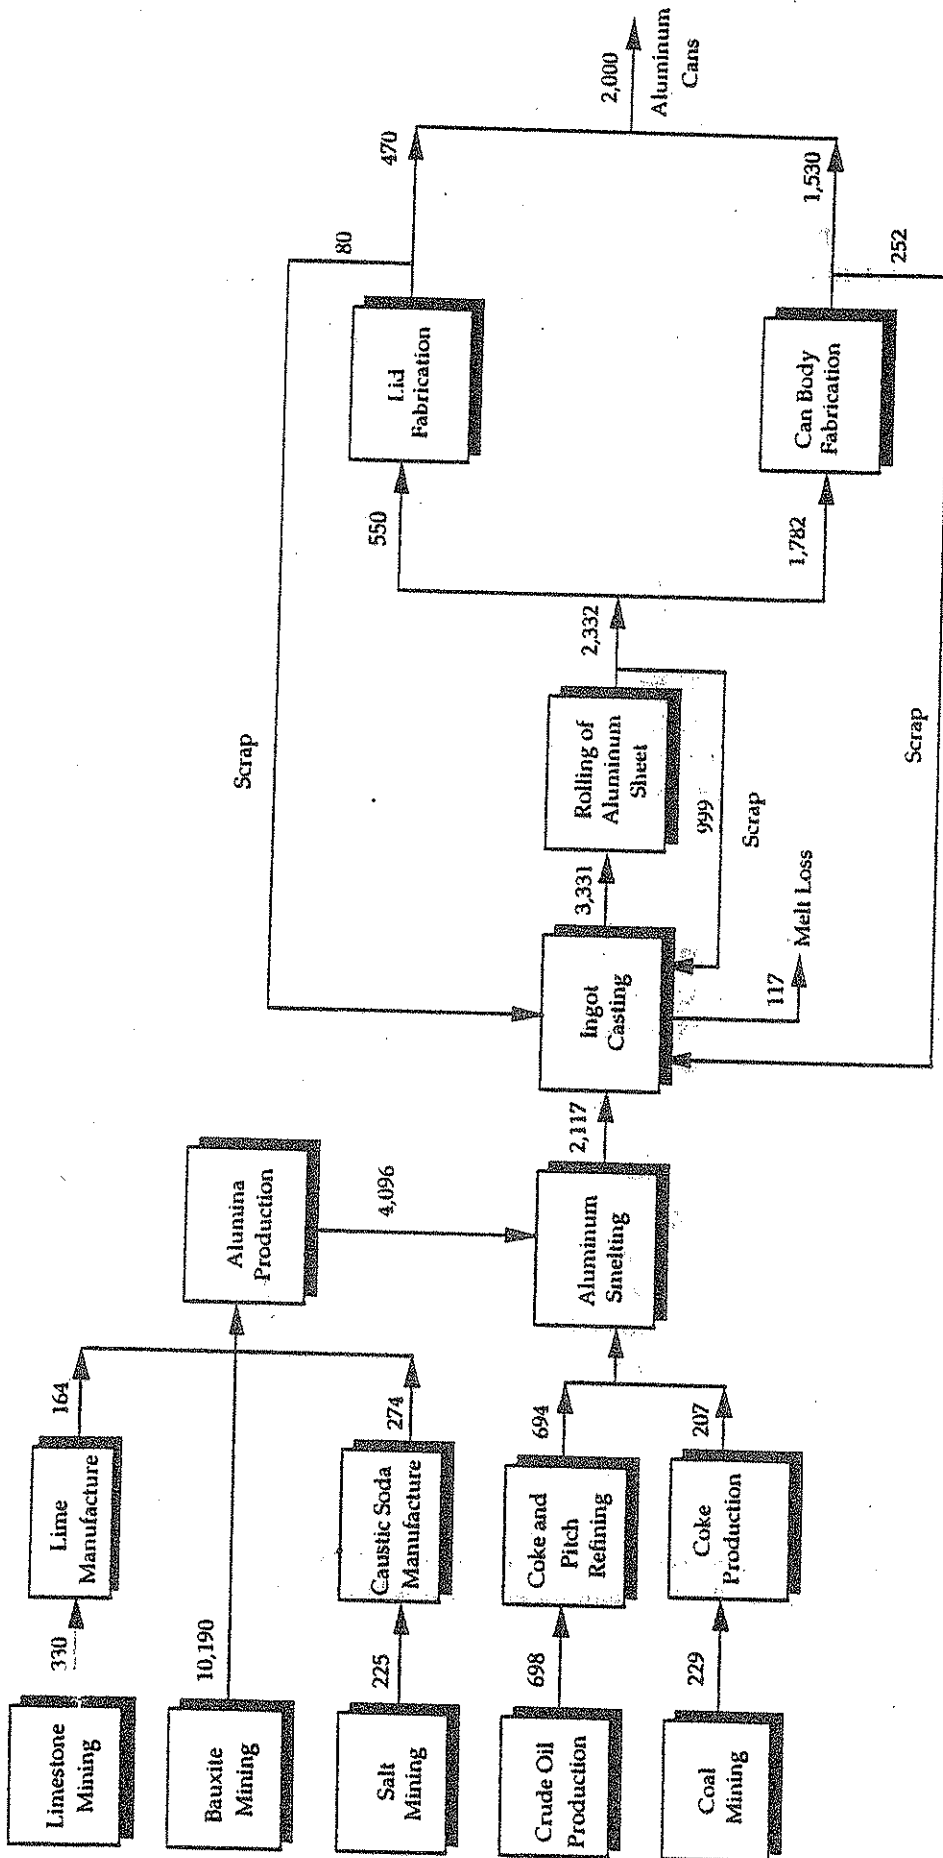 Limestone
Mining
330
Lime
Manufacture
164
Bauxite
Mining
10,190
Alumina
Production
4,096
Salt
Mining
225
Caustic Soda
Manufacture
274
Crude Oil
Production
698
Coke and
Pitch
Refining
694
Coal
Mining
229
Coke
Production
207
Aluminum
Smelting
2,117
Ingot
Casting
117
Melt Loss
3,331
Rolling of
Aluminum
Sheet
999
Scrap
2,332
550
Lid
Fabrication
80
Scrap
470
1,782
Can Body
Fabrication
252
Scrap
1,530
2,000
Aluminum
Cans